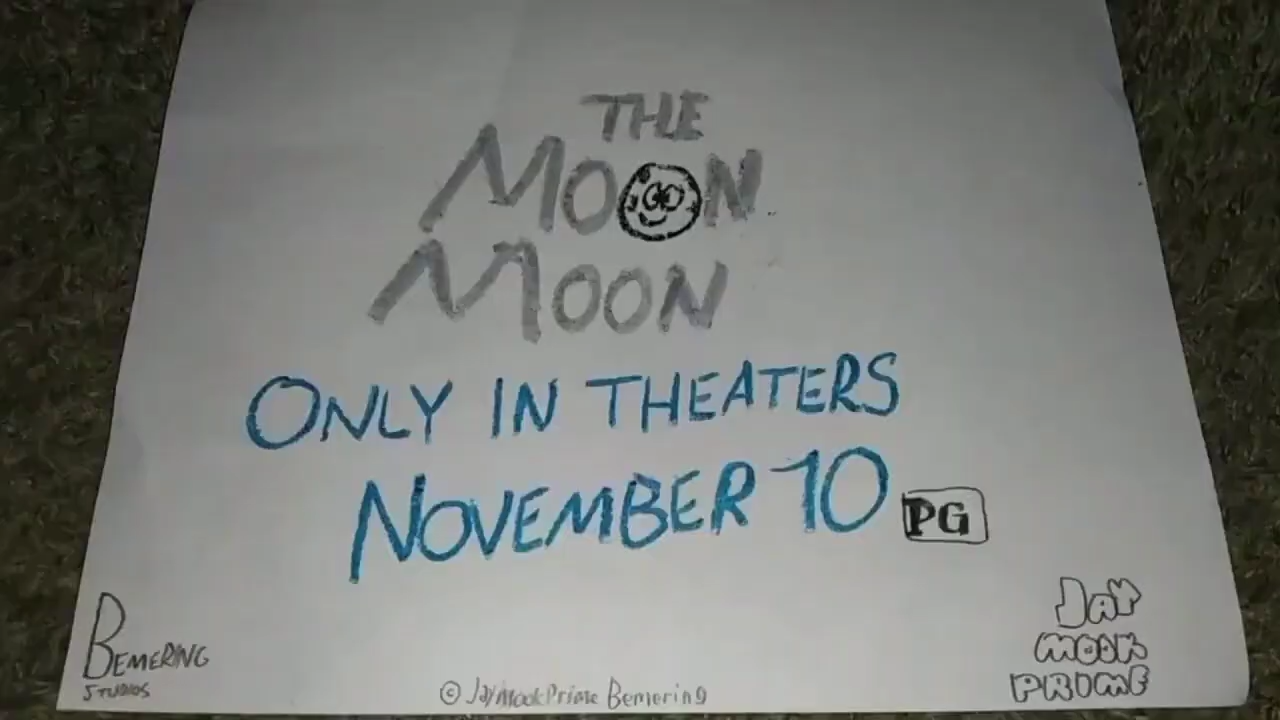 THE
MOON
MOON
ONLY IN THEATERS
NOVEMBER 10
PG
BEMERING
STUDIOS
JAY
MOOK
PRIME
© JayMookPrime Bemering